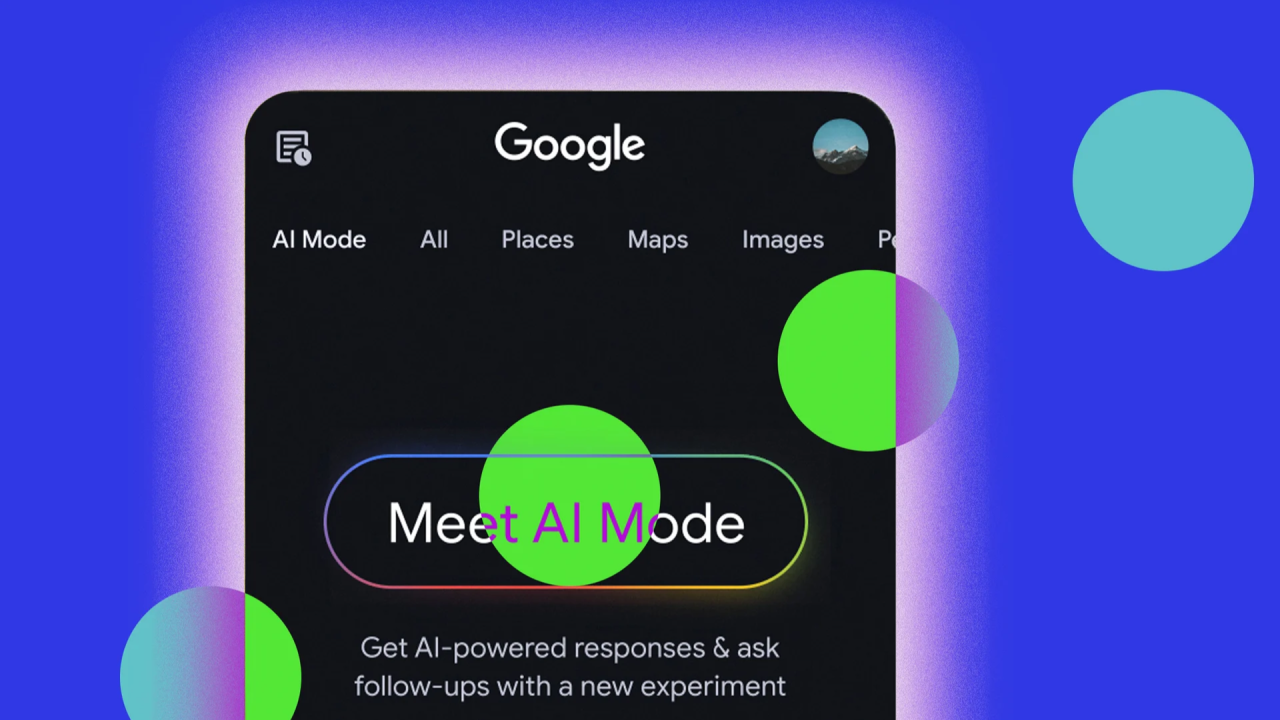 Google
AI Mode All Places Maps Images
Meet AI Mode
Get AI-powered responses & ask
follow-ups with a new experiment